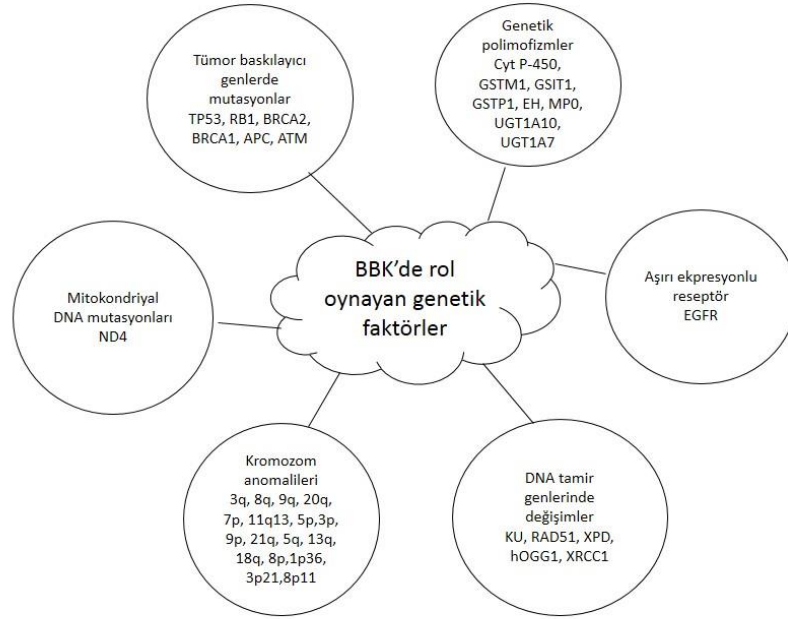 Tümor baskılayıcı
genlerde
mutasyonlar
TP53, RB1, BRCA2,
BRCA1, APC, ATM
Genetik
polimofizmler
Cyt P-450,
GSTM1, GSIT1,
GSTP1, EH, MP0,
UGT1A10,
UGT1A7
BBK’de rol
oynayan genetik
faktörler
Aşırı ekpresyonlu
reseptör
EGFR
Mitokondriyal
DNA mutasyonları
ND4
Kromozom
anomalileri
3q, 8q, 9q, 20q,
7p, 11q13, 5p,3p,
9p, 21q, 5q, 13q,
18q, 8p,1p36,
3p21,8p11
DNA tamir
genlerinde
değişimler
KU, RAD51, XPD,
hOGG1, XRCC1